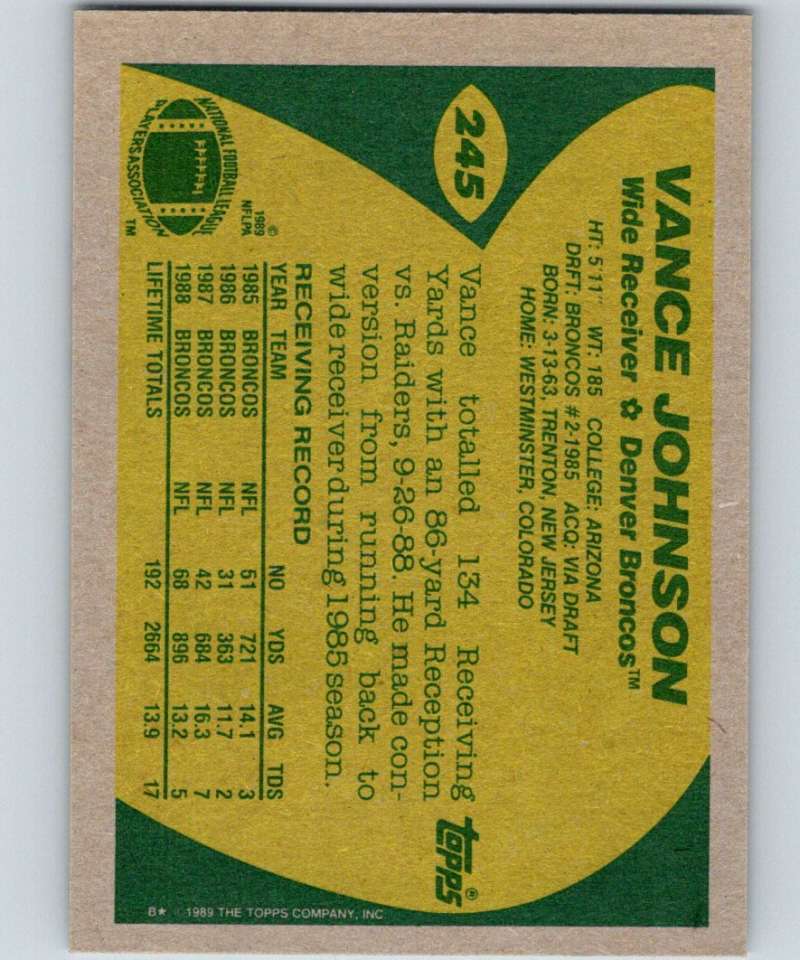 245
VANCE JOHNSON
Wide Receiver ✿ Denver Broncos™
HT: 5'11" WT: 185 COLLEGE: ARIZONA
DRFT: BRONCOS #2-1985 ACQ: VIA DRAFT
BORN: 3-13-63, TRENTON, NEW JERSEY
HOME: WESTMINSTER, COLORADO
Vance totalled 134 Receiving
Yards with an 86-yard Reception
vs. Raiders, 9-26-88. He made con-
version from running back to
wide receiver during 1985 season.
topps®
RECEIVING RECORD
YEAR TEAM NO YDS AVG TDS
1985 BRONCOS NFL 51 721 14.1 3
1986 BRONCOS NFL 31 363 11.7 2
1987 BRONCOS NFL 42 684 16.3 7
1988 BRONCOS NFL 68 896 13.2 5
LIFETIME TOTALS 192 2664 13.9 17
NATIONAL FOOTBALL LEAGUE
PLAYERS ASSOCIATION
™
©
1989
NFLPA
B* © 1989 THE TOPPS COMPANY, INC